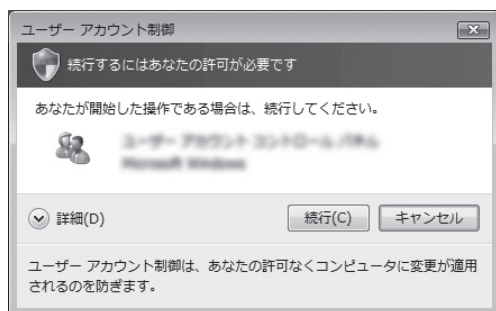 ユーザー アカウント制御
続行するにはあなたの許可が必要です
あなたが開始した操作である場合は、続行してください。
詳細(D)
続行(C)
キャンセル
ユーザー アカウント制御は、あなたの許可なくコンピュータに変更が適用
されるのを防ぎます。